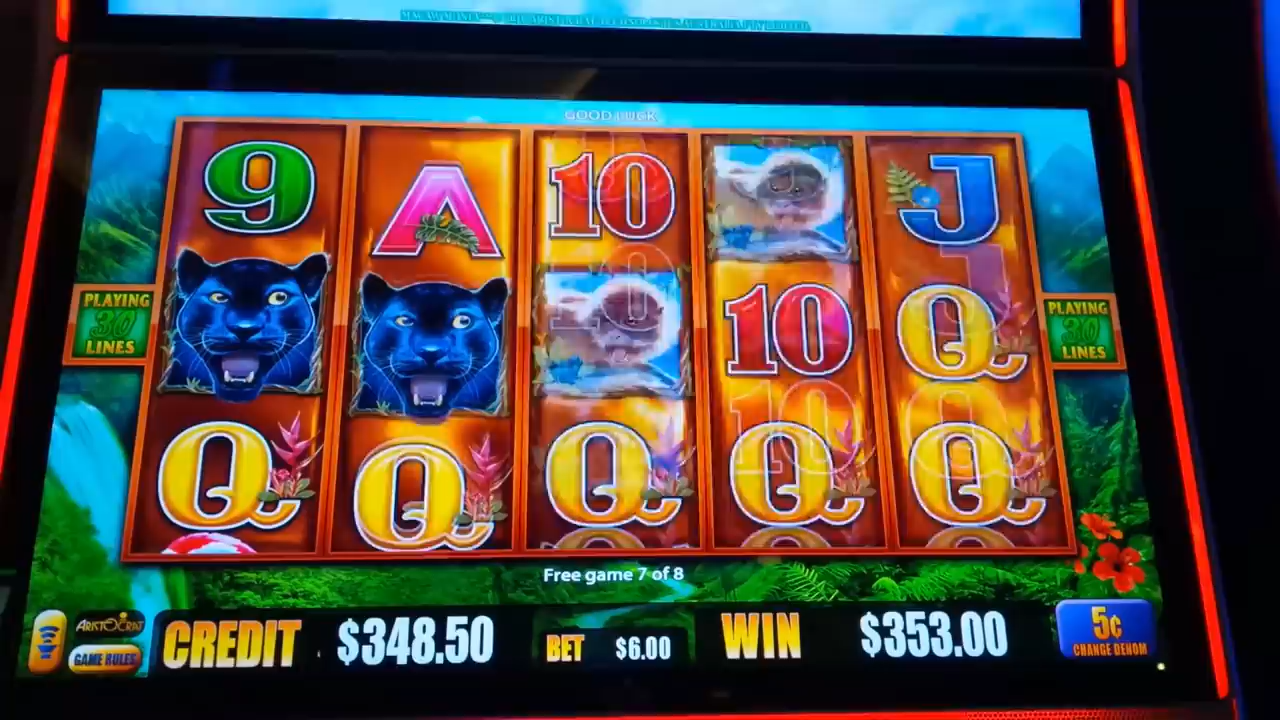 GOOD LUCK
9 A 10 J
PLAYING
30
LINES
10 Q
PLAYING
30
LINES
Q Q Q Q Q
Free game 7 of 8
ARISTOCRAT
GAME RULES
CREDIT $348.50
BET $6.00
WIN $353.00
5¢
CHANGE DENOM